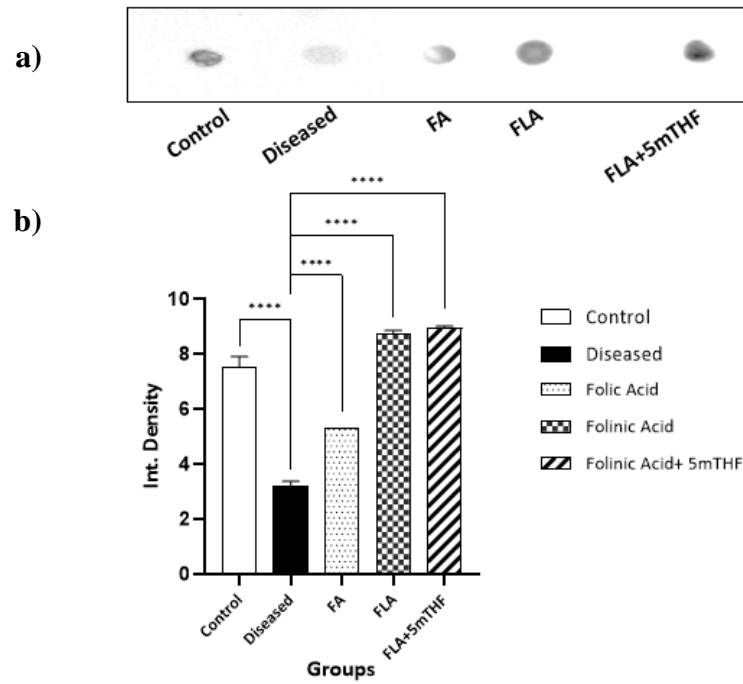 a)
Control
Diseased
FA
FLA
FLA+5mTHF
b)
****
****
****
****
10
8
6
4
2
0
Int. Density
Control
Diseased
FA
FLA
FLA+5mTHF
Groups
Control
Diseased
Folic Acid
Folinic Acid
Folinic Acid+ 5mTHF